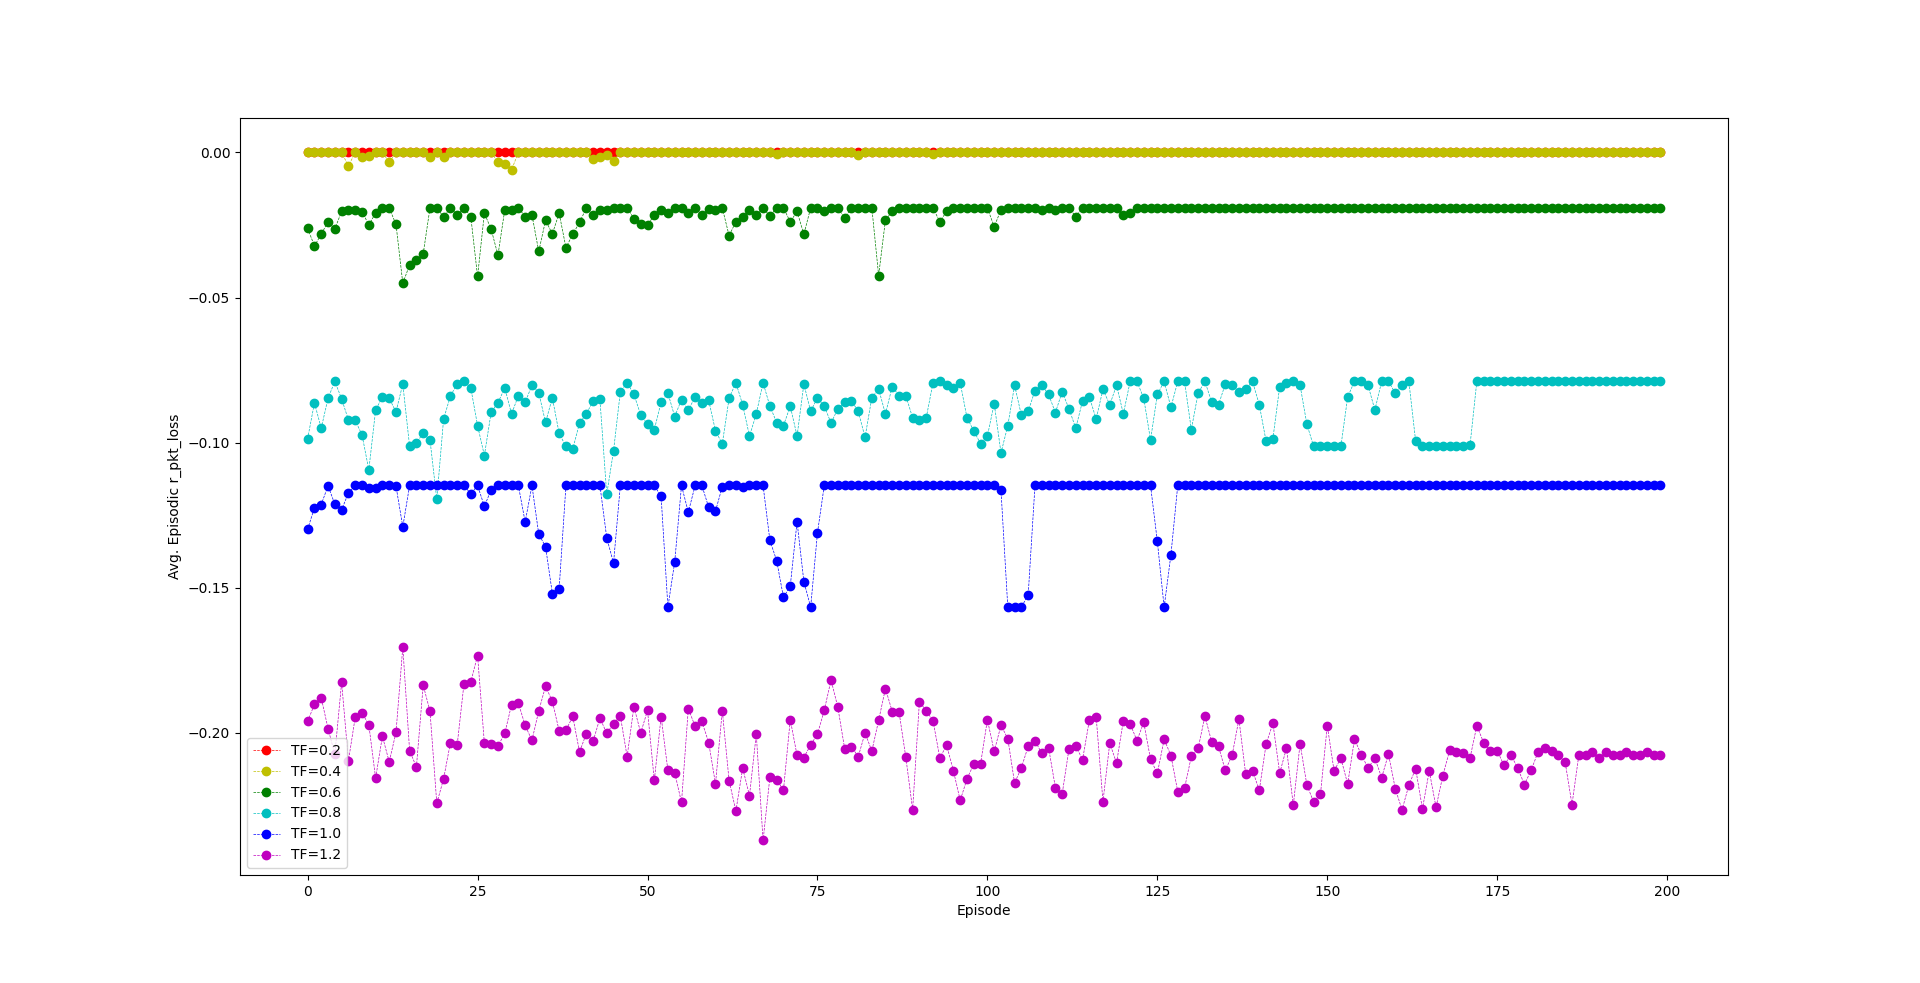 0.00
−0.05
−0.10
−0.15
−0.20
Avg. Episodic r_pkt_loss
TF=0.2
TF=0.4
TF=0.6
TF=0.8
TF=1.0
TF=1.2
0 25 50 75 100 125 150 175 200
Episode